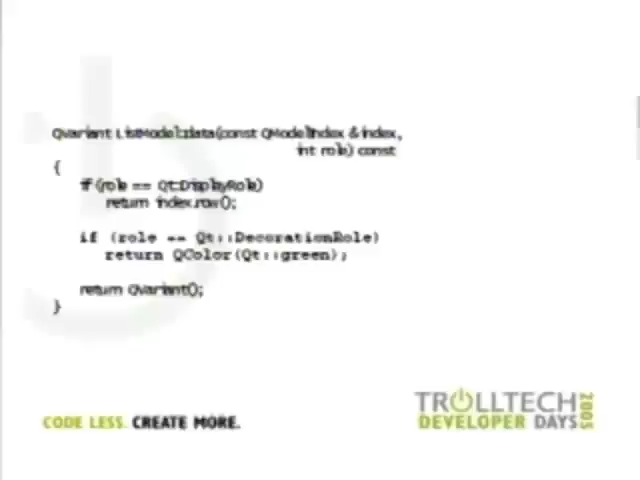 QVariant ListModel::data(const QModelIndex & index,
int role) const
{
if (role == Qt::DisplayRole)
return index.row();
if (role == Qt::DecorationRole)
return QColor(Qt::green);
return QVariant();
}
TROLLTECH
DEVELOPER DAYS
2005
CODE LESS. CREATE MORE.